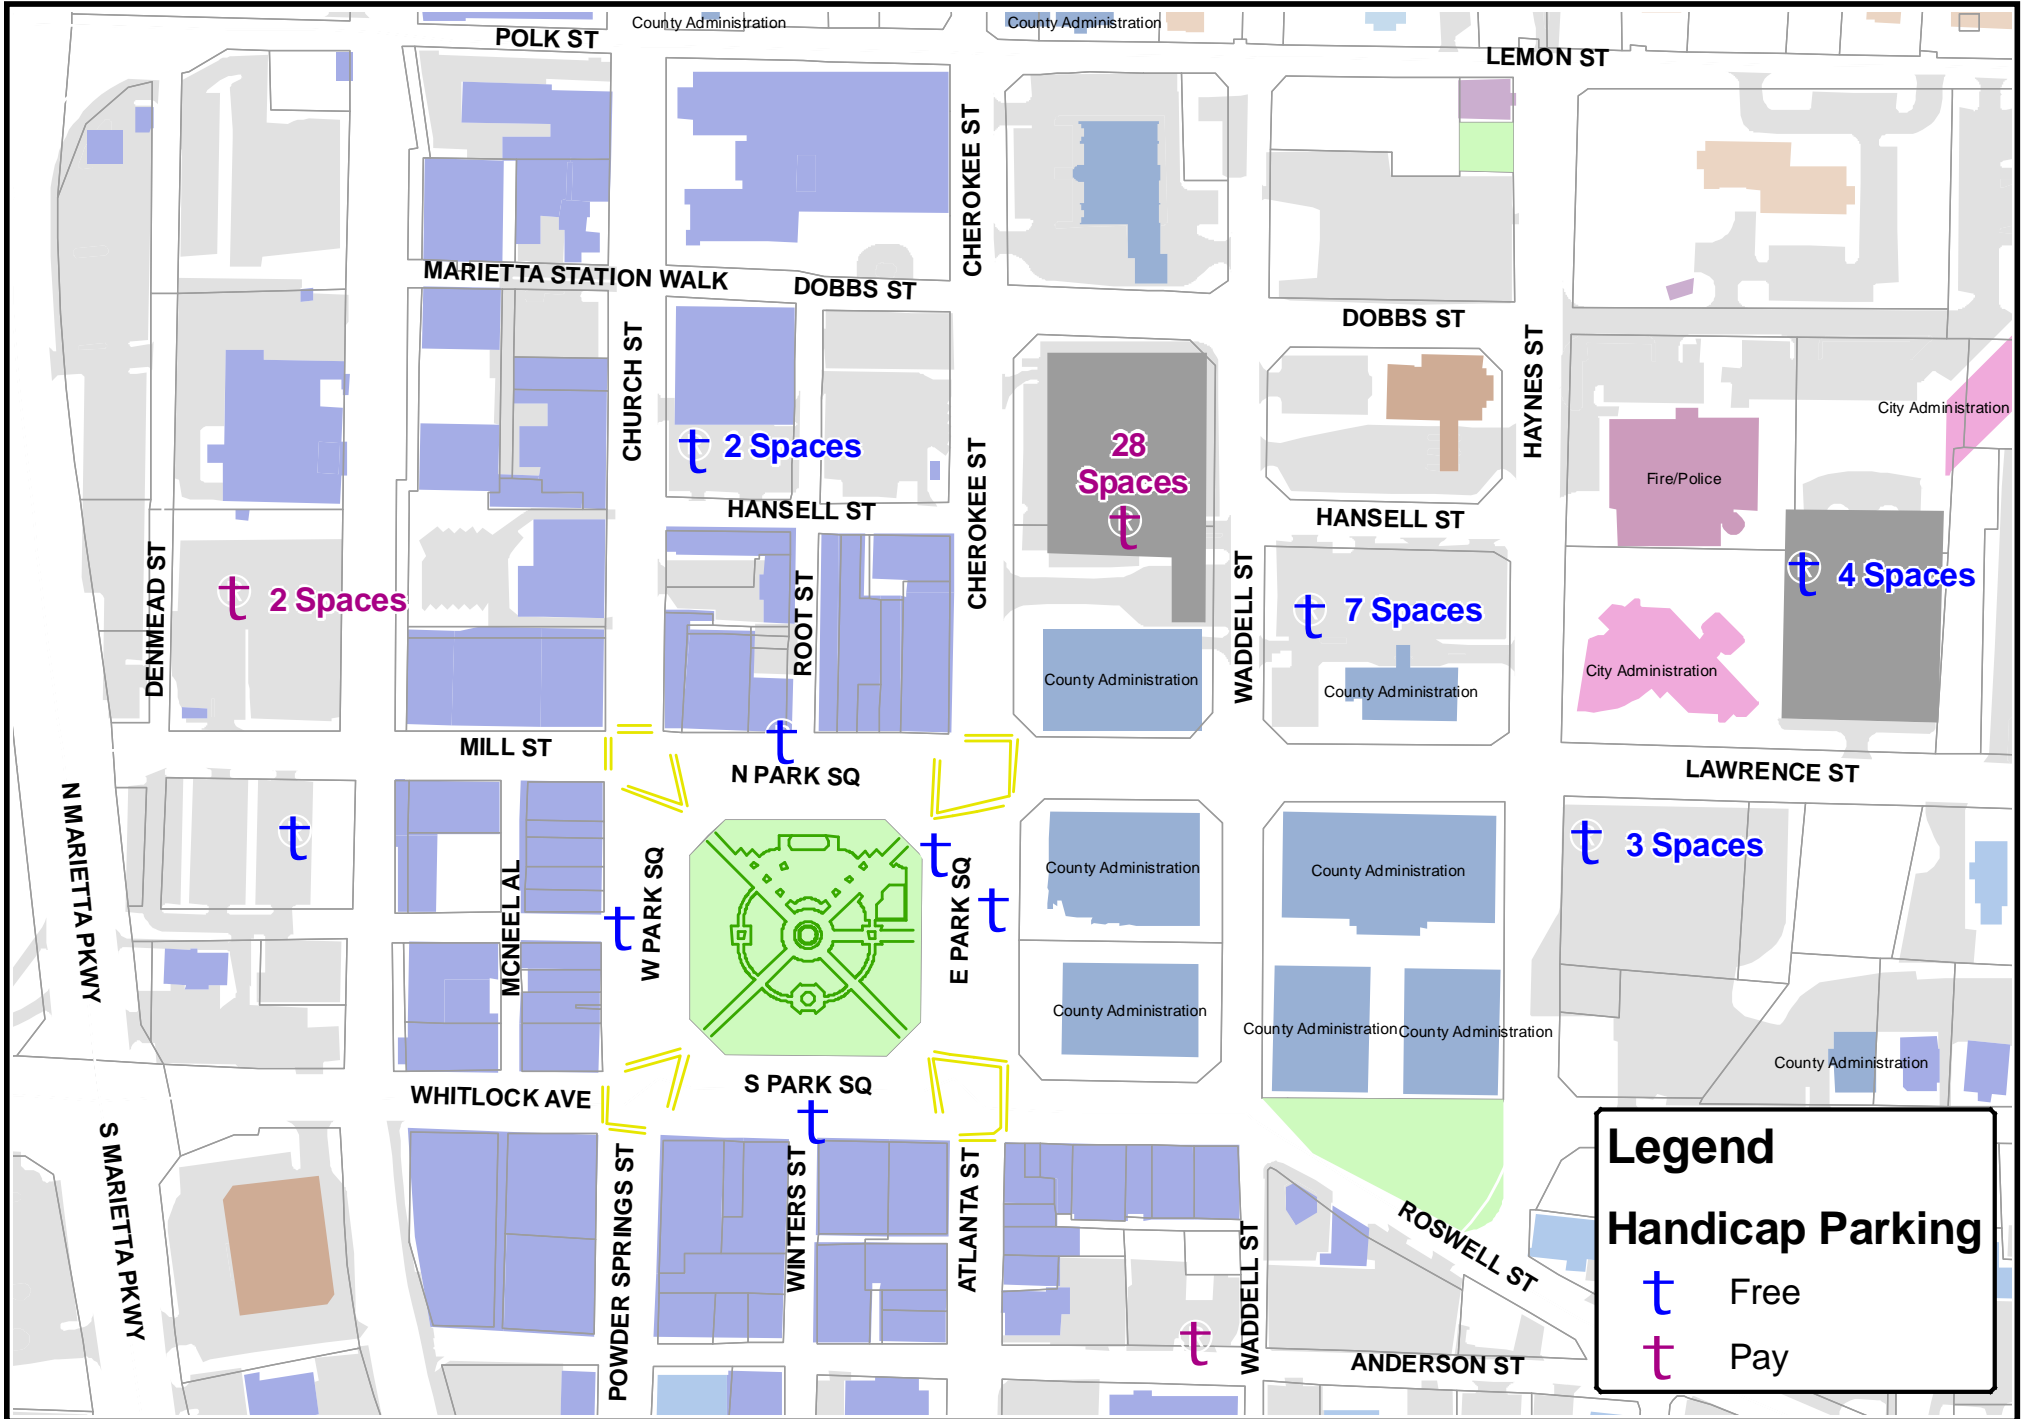 County Administration
County Administration
POLK ST
LEMON ST
CHEROKEE ST
MARIETTA STATION WALK
DOBBS ST
DOBBS ST
CHURCH ST
HAYNES ST
City Administration
2 Spaces
28
Spaces
CHEROKEE ST
Fire/Police
HANSELL ST
HANSELL ST
DENMEAD ST
2 Spaces
ROOT ST
WADDELL ST
7 Spaces
4 Spaces
County Administration
County Administration
City Administration
MILL ST
N PARK SQ
LAWRENCE ST
N MARIETTA PKWY
MCNEEL AL
W PARK SQ
E PARK SQ
County Administration
County Administration
3 Spaces
County Administration
County Administration
County Administration
County Administration
WHITLOCK AVE
S PARK SQ
S MARIETTA PKWY
POWDER SPRINGS ST
WINTERS ST
ATLANTA ST
WADDELL ST
ROSWELL ST
ANDERSON ST
Legend
Handicap Parking
Free
Pay